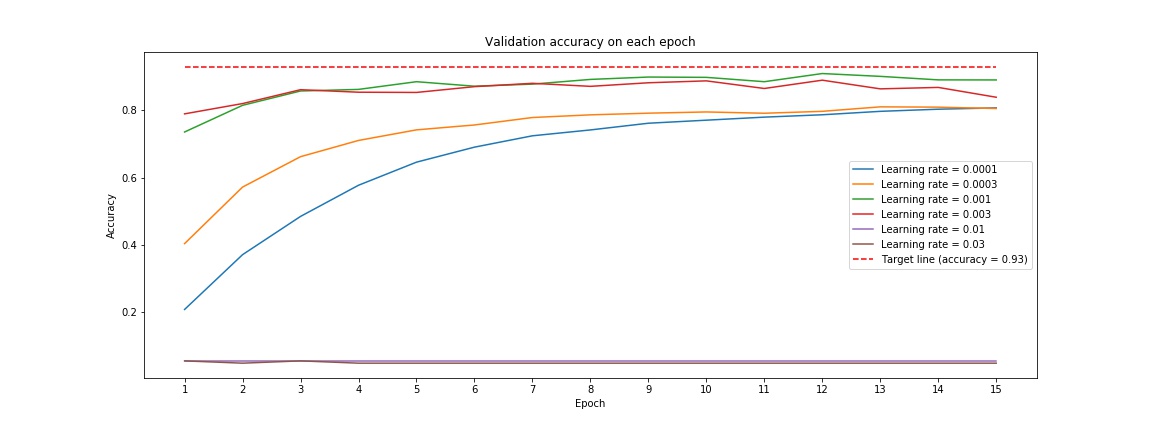 Validation accuracy on each epoch
0.8
0.6
0.4
0.2
Accuracy
Learning rate = 0.0001
Learning rate = 0.0003
Learning rate = 0.001
Learning rate = 0.003
Learning rate = 0.01
Learning rate = 0.03
Target line (accuracy = 0.93)
1 2 3 4 5 6 7 8 9 10 11 12 13 14 15
Epoch